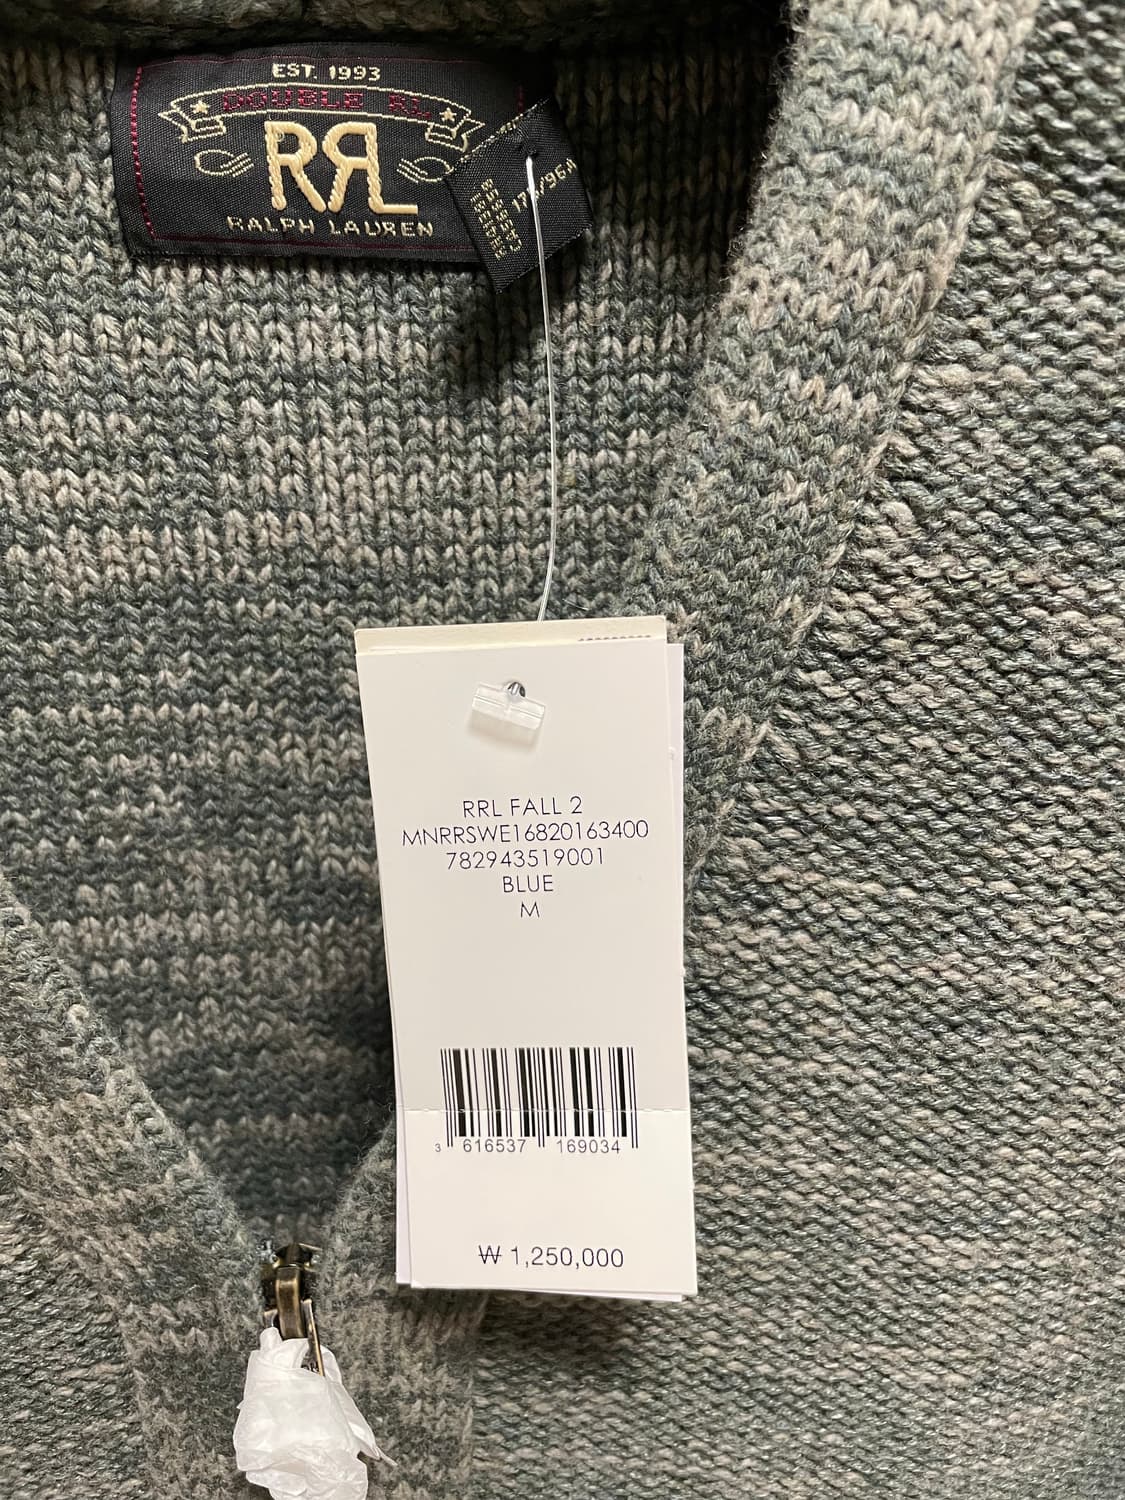 EST. 1993
DOUBLE RL
RRL
RALPH LAUREN
RRL FALL 2
MNRRSWE16820163400
782943519001
BLUE
M
3 616537 169034
₩ 1,250,000